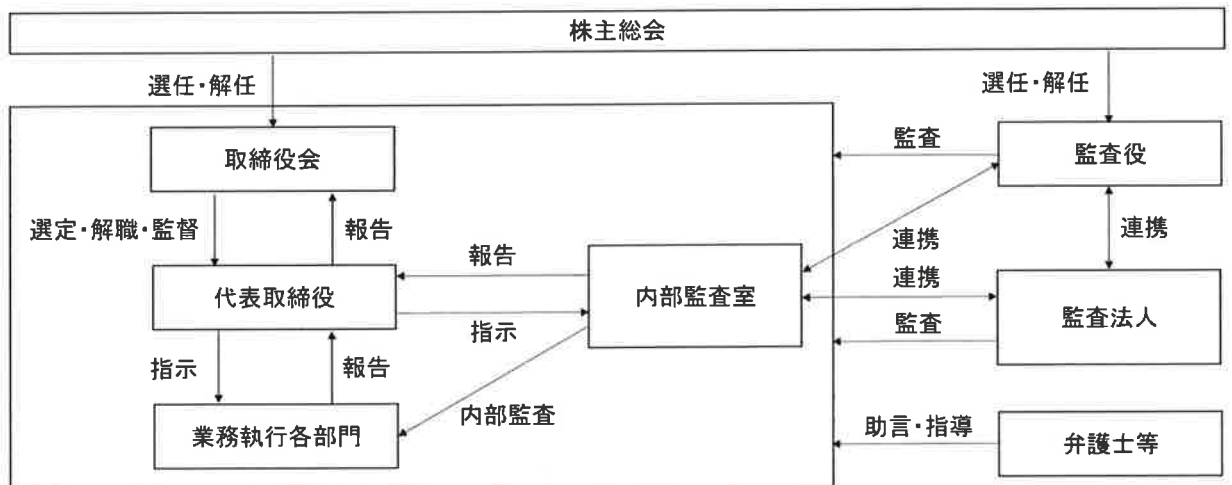 株主総会
選任・解任
選任・解任
取締役会
監査
監査役
選定・解職・監督
報告
連携
連携
報告
内部監査室
連携
代表取締役
指示
監査
監査法人
指示
報告
内部監査
業務執行各部門
助言・指導
弁護士等